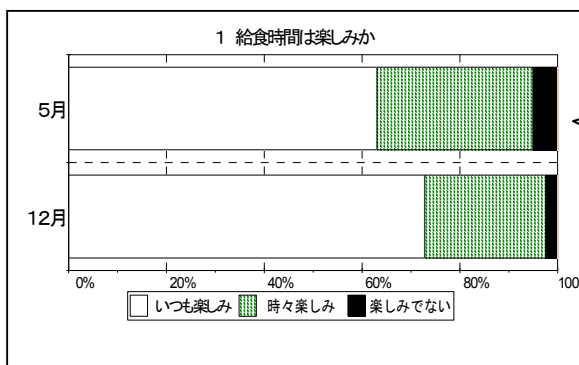 1 給食時間は楽しみか
5月
12月
0% 20% 40% 60% 80% 100
いつも楽しみ 時々楽しみ 楽しみでない